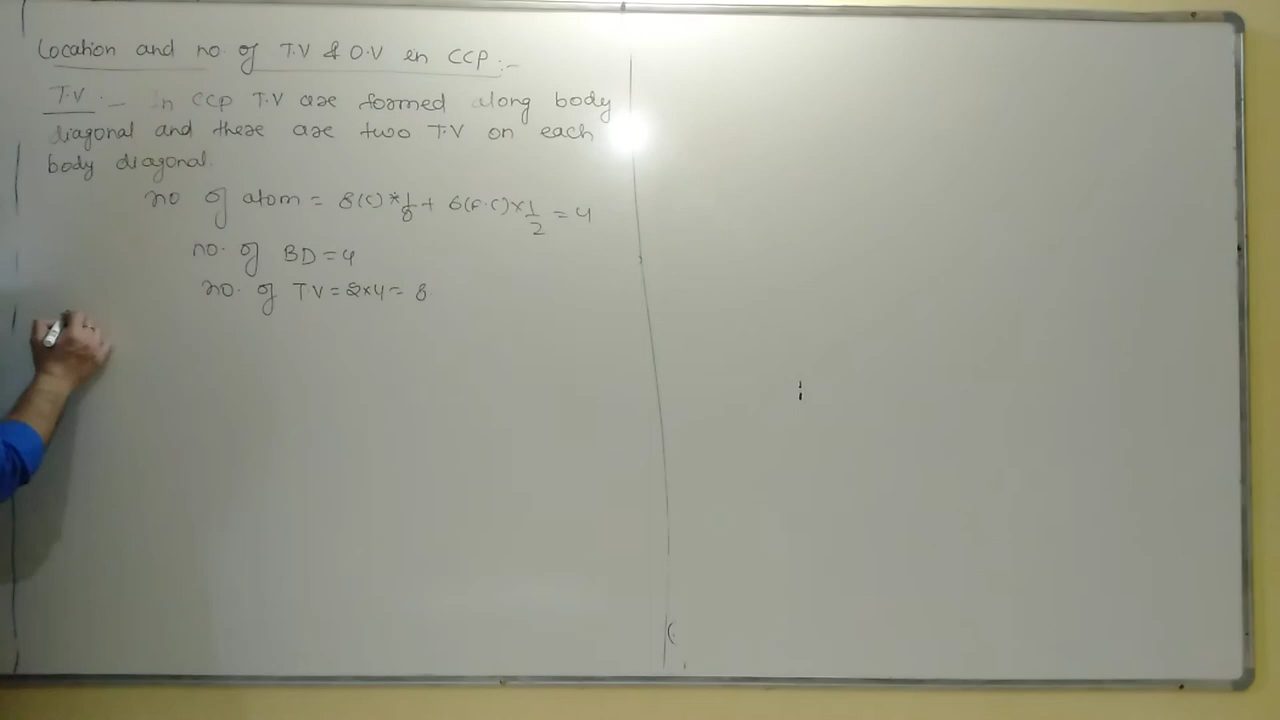 Location and no. of T.V & O.V en CCP :-
T.V :- In CCP T.V are formed along body
diagonal and there are two T.V on each
body diagonal.
no of atom = 8(C)*1/8 + 6(F.C)×1/2 = 4
no. of BD = 4
no. of TV = 2×4 = 8